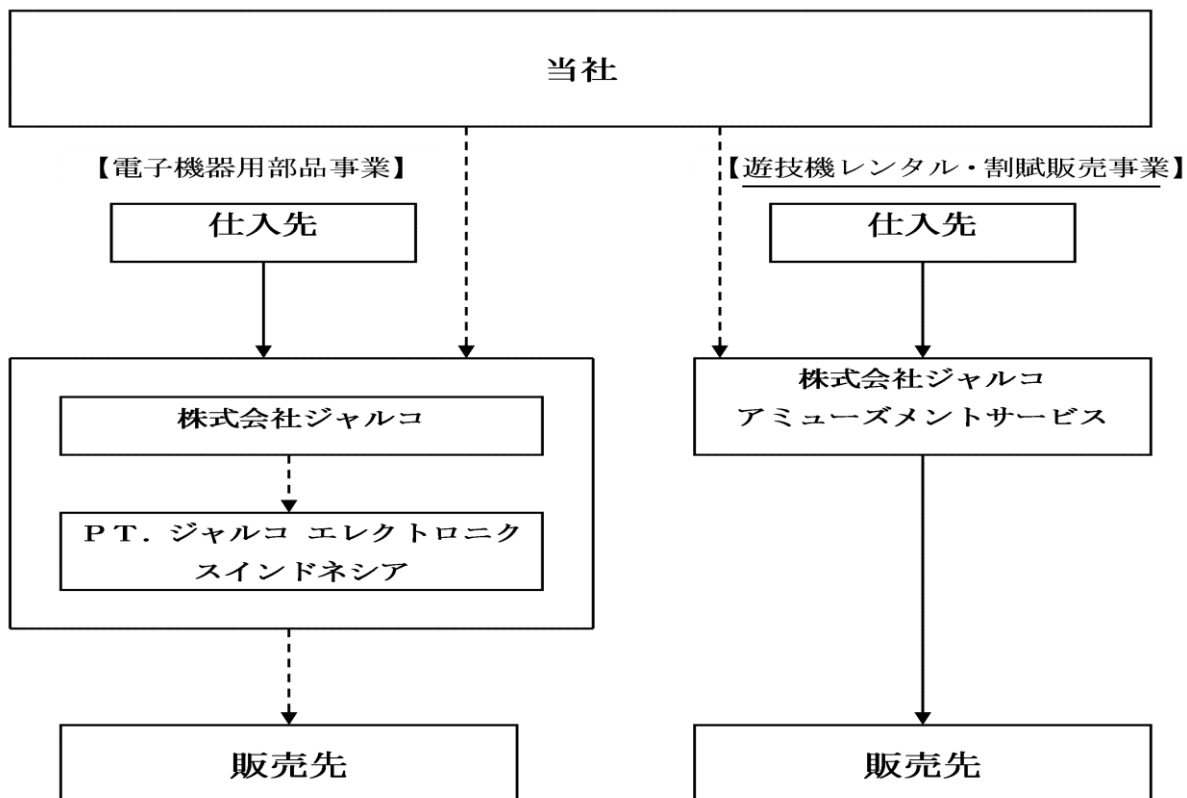 当社
【電子機器用部品事業】
【遊技機レンタル・割賦販売事業】
仕入先
仕入先
株式会社ジャルコ
PT. ジャルコ エレクトロニク
スインドネシア
株式会社ジャルコ
アミューズメントサービス
販売先
販売先